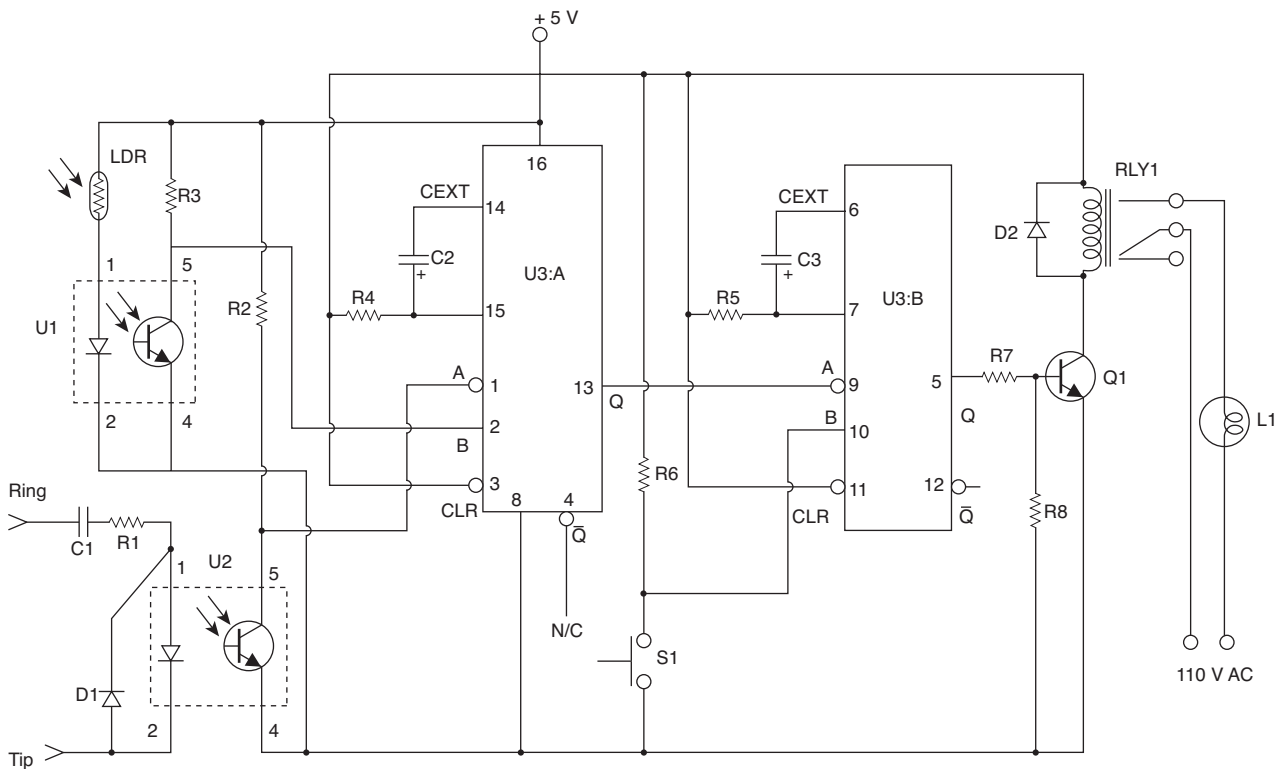 + 5 V
LDR
R3
16
RLY1
CEXT
14
CEXT
6
D2
C2
+
U3:A
C3
+
U3:B
1
5
R2
R4
15
R5
7
U1
R7
A
1
13
Q
A
9
5
Q
Q1
2
4
2
B
B
10
L1
R6
Ring
3
CLR
8
4
Q̅
11
CLR
12
Q̅
R8
C1
R1
U2
1
5
N/C
S1
110 V AC
D1
2
4
Tip